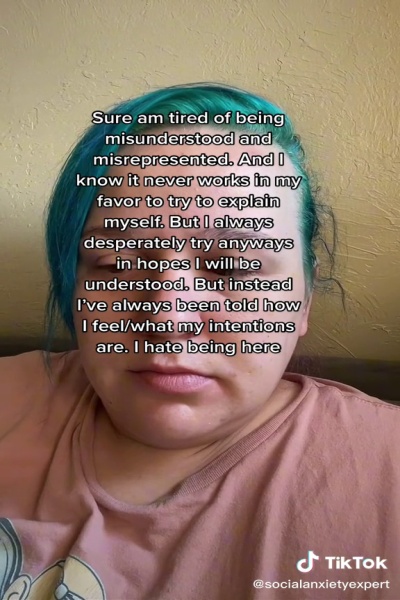 Sure am tired of being
misunderstood and
misrepresented. And I
know it never works in my
favor to try to explain
myself. But I always
desperately try anyways
in hopes I will be
understood. But instead
I've always been told how
I feel/what my intentions
are. I hate being here
TikTok
@socialanxietyexpert